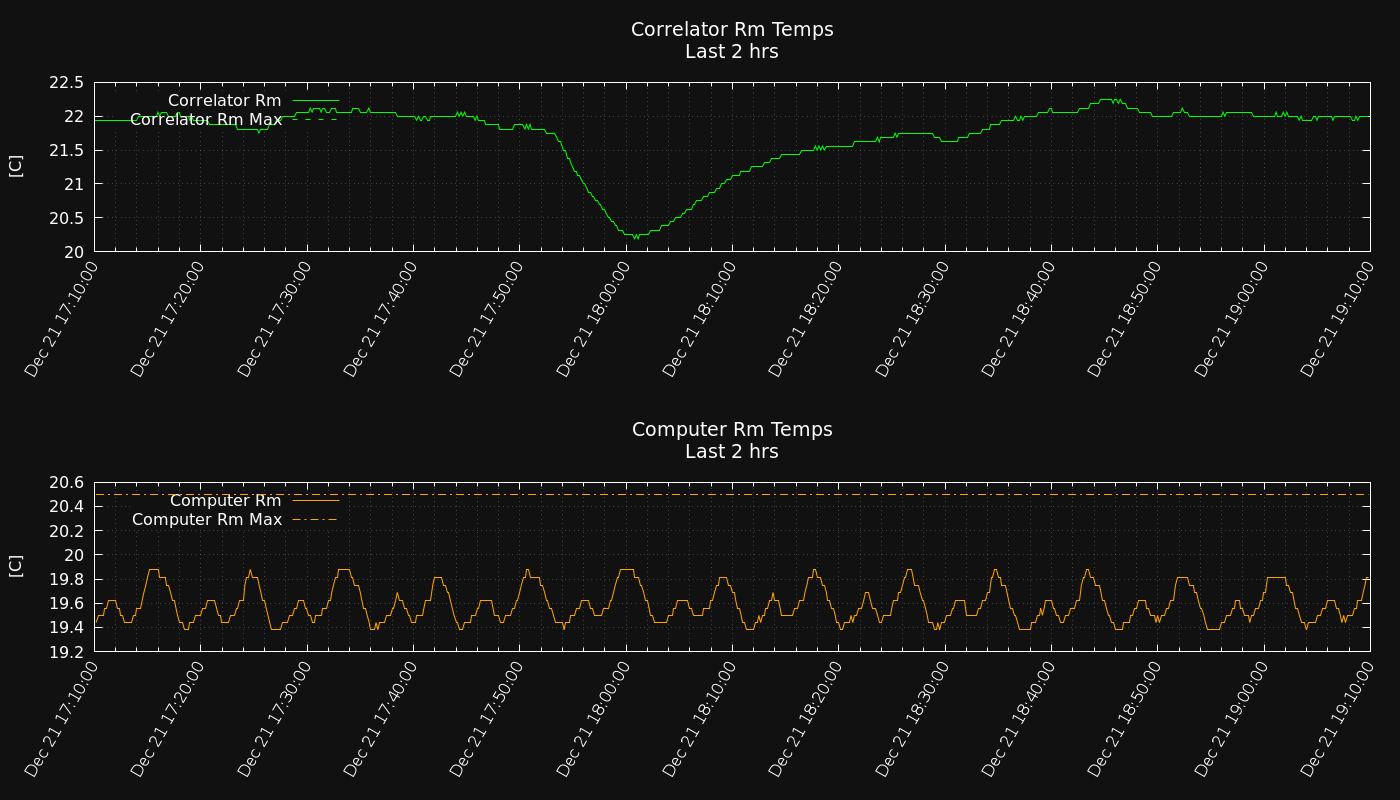 Correlator Rm Temps
Last 2 hrs
22.5
22
21.5
21
20.5
20
[C]
Correlator Rm
Correlator Rm Max
Dec 21 17:10:00
Dec 21 17:20:00
Dec 21 17:30:00
Dec 21 17:40:00
Dec 21 17:50:00
Dec 21 18:00:00
Dec 21 18:10:00
Dec 21 18:20:00
Dec 21 18:30:00
Dec 21 18:40:00
Dec 21 18:50:00
Dec 21 19:00:00
Dec 21 19:10:00
Computer Rm Temps
Last 2 hrs
20.6
20.4
20.2
20
19.8
19.6
19.4
19.2
[C]
Computer Rm
Computer Rm Max
Dec 21 17:10:00
Dec 21 17:20:00
Dec 21 17:30:00
Dec 21 17:40:00
Dec 21 17:50:00
Dec 21 18:00:00
Dec 21 18:10:00
Dec 21 18:20:00
Dec 21 18:30:00
Dec 21 18:40:00
Dec 21 18:50:00
Dec 21 19:00:00
Dec 21 19:10:00